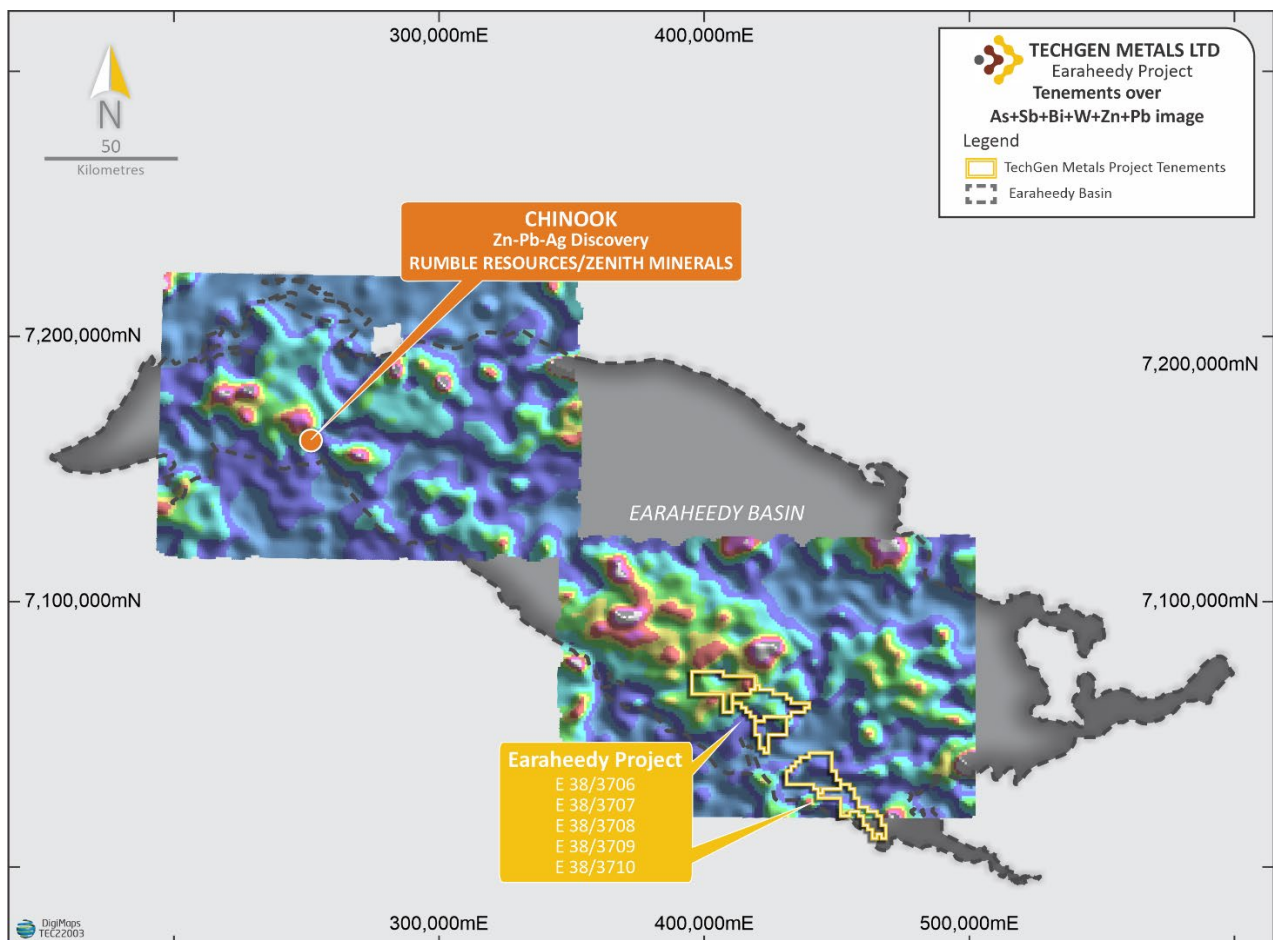 300,000mE
400,000mE
TECHGEN METALS LTD
Earaheedy Project
Tenements over
As+Sb+Bi+W+Zn+Pb image
Legend
TechGen Metals Project Tenements
Earaheedy Basin
N
50
Kilometres
CHINOOK
Zn-Pb-Ag Discovery
RUMBLE RESOURCES/ZENITH MINERALS
7,200,000mN
7,200,000mN
EARAHEEDY BASIN
7,100,000mN
7,100,000mN
Earaheedy Project
E 38/3706
E 38/3707
E 38/3708
E 38/3709
E 38/3710
DigiMaps
TEC22003
300,000mE
400,000mE
500,000mE